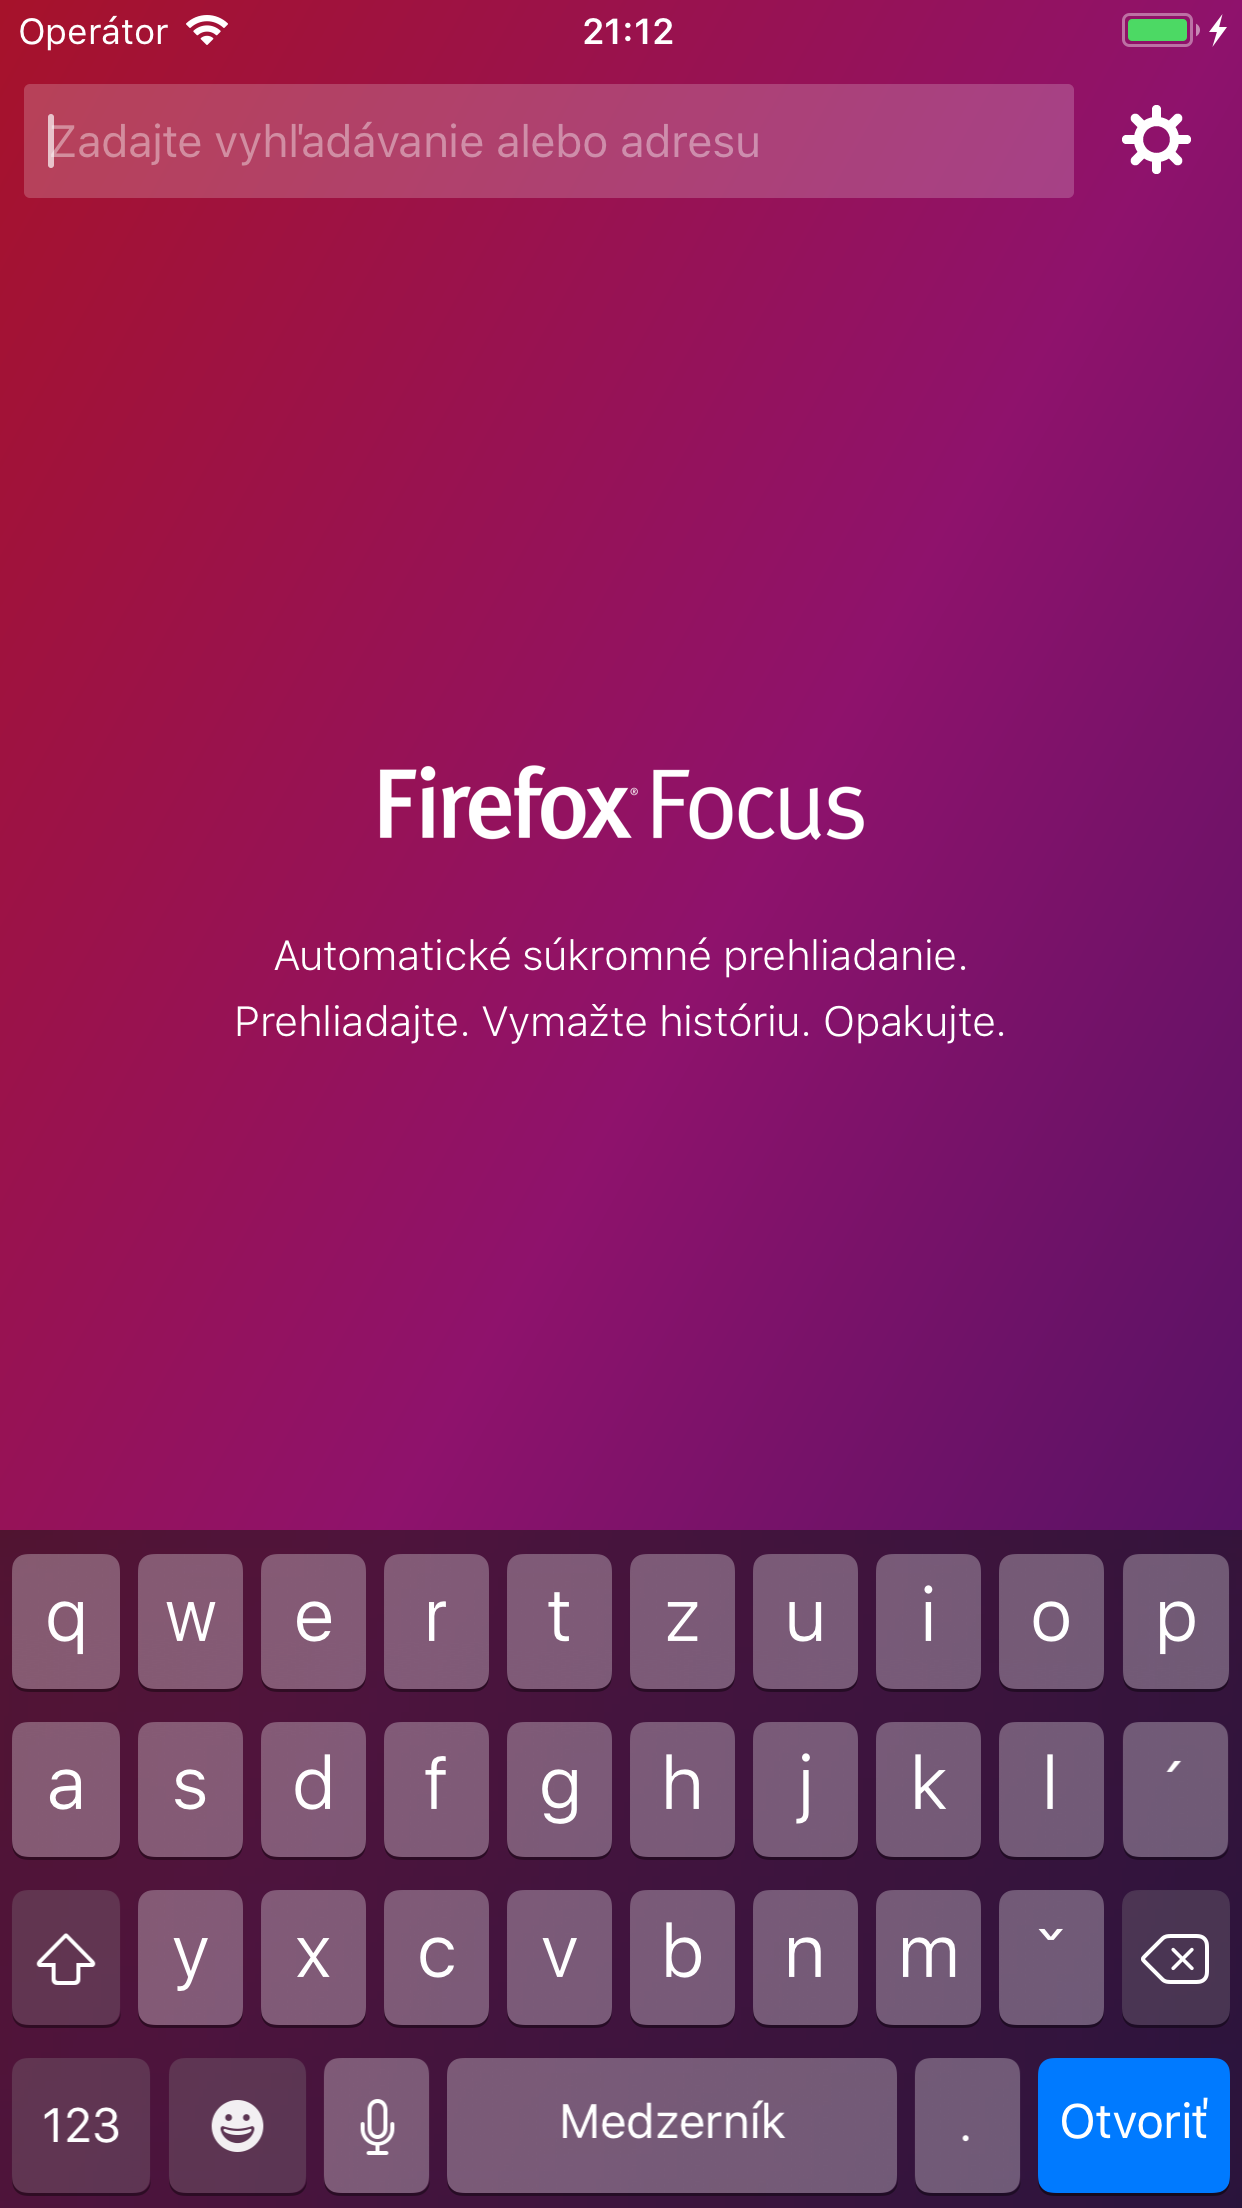 Operátor 21:12
Zadajte vyhľadávanie alebo adresu
Firefox® Focus
Automatické súkromné prehliadanie.
Prehliadajte. Vymažte históriu. Opakujte.
q w e r t z u i o p
a s d f g h j k l ´
y x c v b n m ˇ
123 Medzerník . Otvoriť